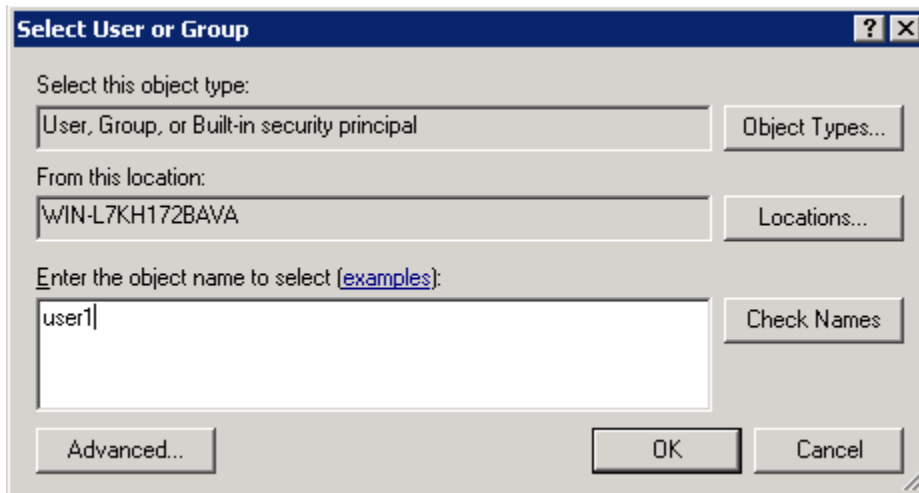 Select User or Group
Select this object type:
User, Group, or Built-in security principal
Object Types...
From this location:
WIN-L7KH172BAVA
Locations...
Enter the object name to select (examples):
user1
Check Names
Advanced...
OK
Cancel